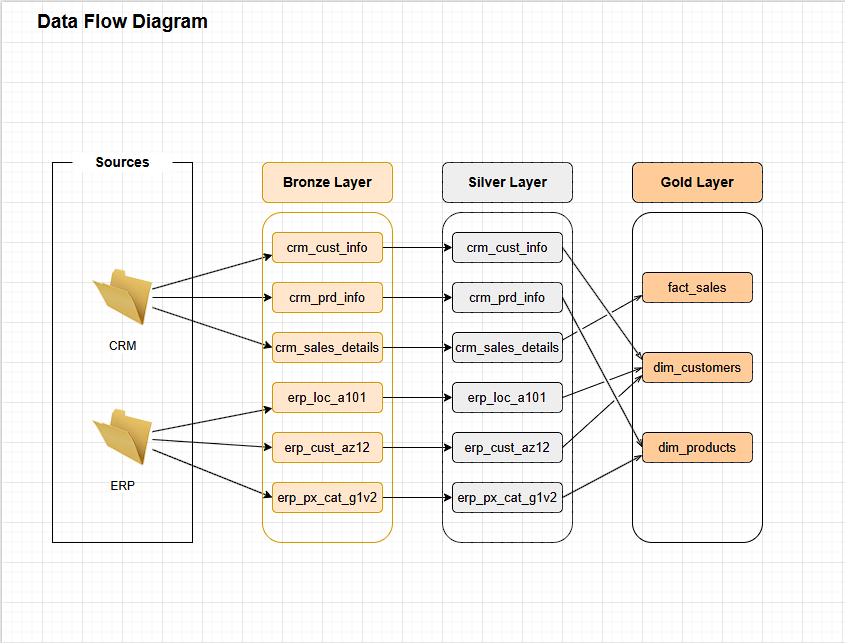 Data Flow Diagram
Sources
CRM
ERP
Bronze Layer
crm_cust_info
crm_prd_info
crm_sales_details
erp_loc_a101
erp_cust_az12
erp_px_cat_g1v2
Silver Layer
crm_cust_info
crm_prd_info
crm_sales_details
erp_loc_a101
erp_cust_az12
erp_px_cat_g1v2
Gold Layer
fact_sales
dim_customers
dim_products